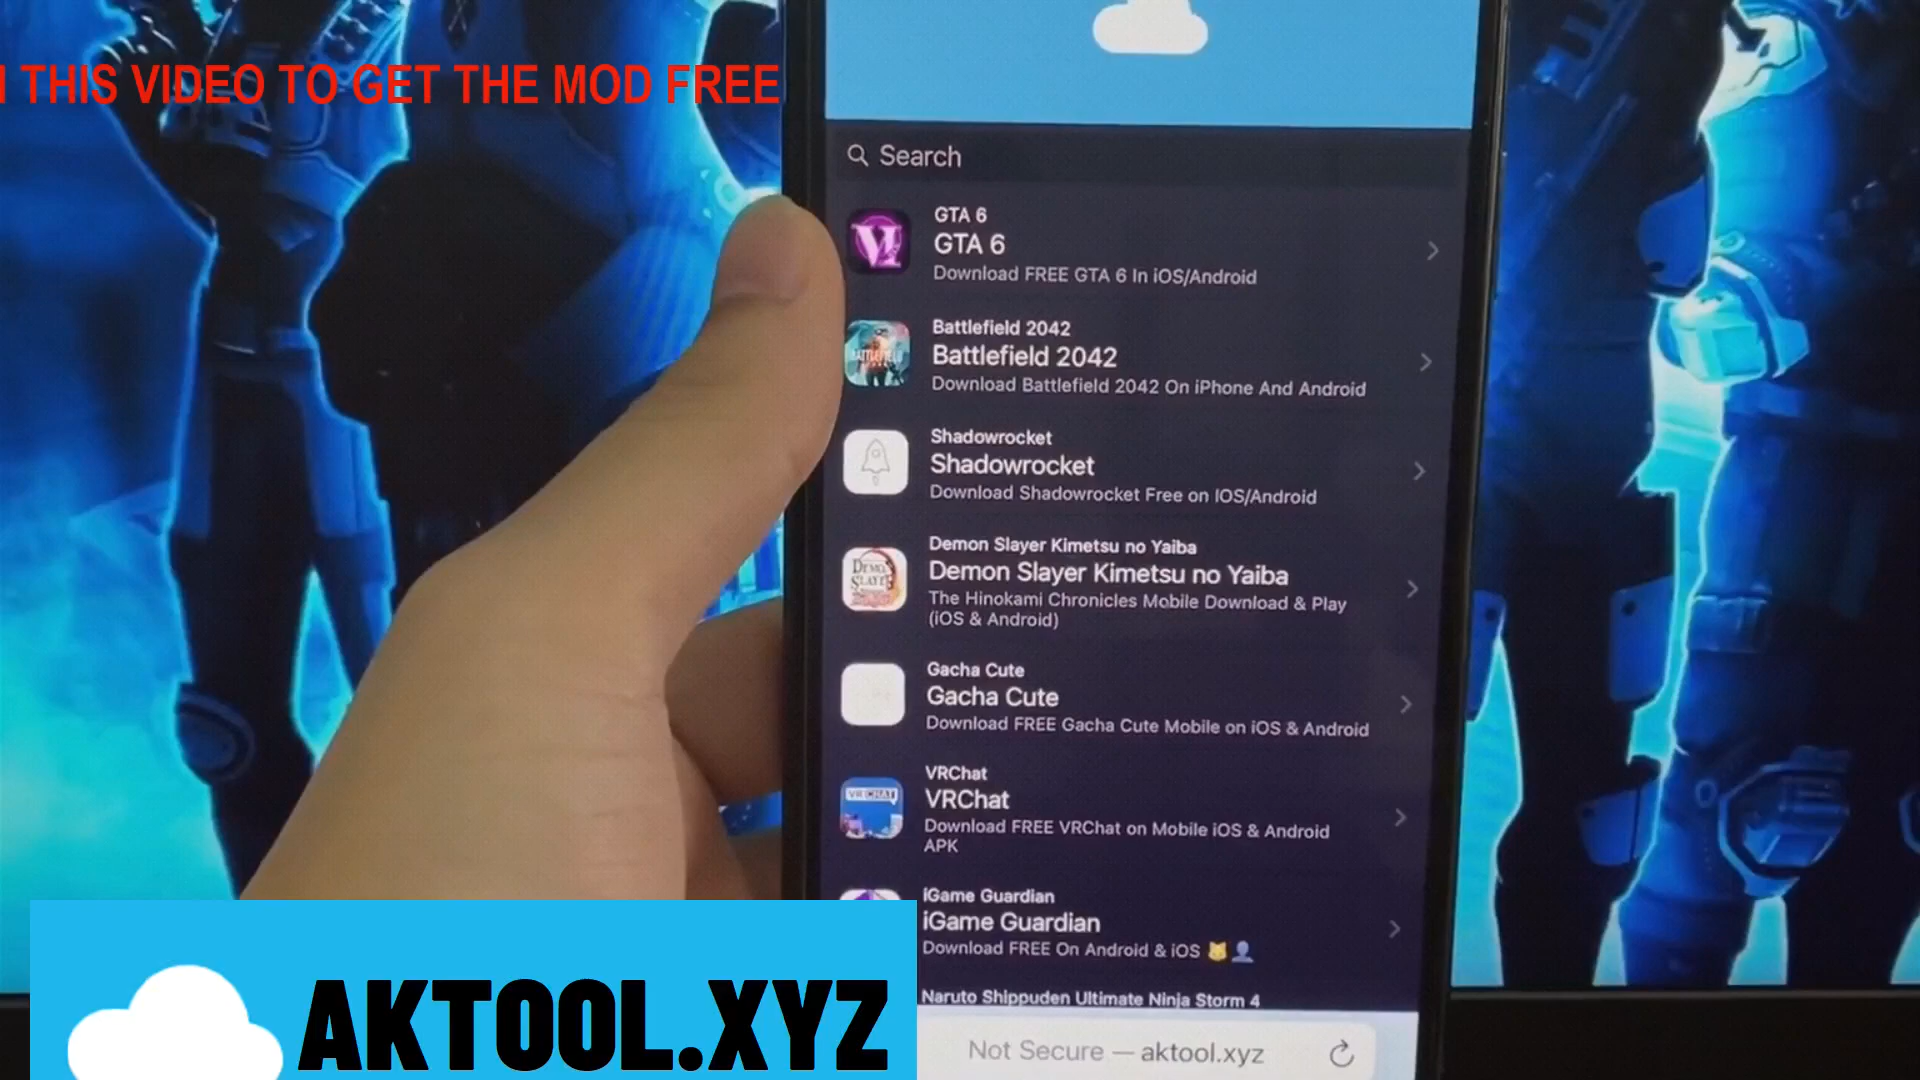 THIS VIDEO TO GET THE MOD FREE
Search
GTA 6
GTA 6
Download FREE GTA 6 In iOS/Android
Battlefield 2042
Battlefield 2042
Download Battlefield 2042 On iPhone And Android
Shadowrocket
Shadowrocket
Download Shadowrocket Free on IOS/Android
Demon Slayer Kimetsu no Yaiba
Demon Slayer Kimetsu no Yaiba
The Hinokami Chronicles Mobile Download & Play
(iOS & Android)
Gacha Cute
Gacha Cute
Download FREE Gacha Cute Mobile on iOS & Android
VRCHAT
VRChat
VRChat
Download FREE VRChat on Mobile iOS & Android
APK
iGame Guardian
iGame Guardian
Download FREE On Android & iOS
Naruto Shippuden Ultimate Ninja Storm 4
Not Secure — aktool.xyz
AKTOOL.XYZ